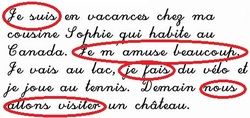 Je suis en vacances chez ma
cousine Sophie qui habite au
Canada. Je m'amuse beaucoup.
Je vais au lac, je fais du vélo et
je joue au tennis. Demain nous
allons visiter un château.